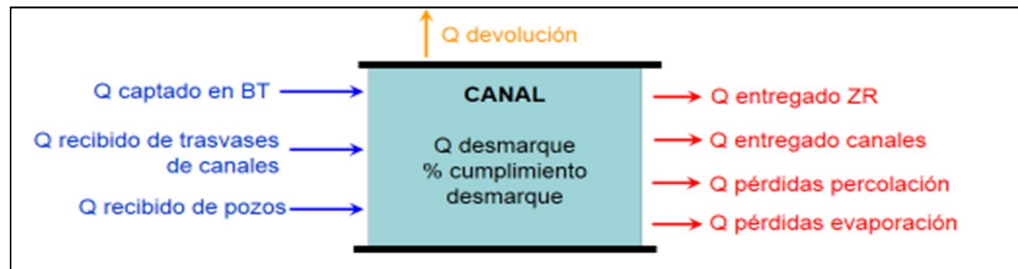 Q devolución
Q captado en BT
Q recibido de trasvases
de canales
Q recibido de pozos
CANAL
Q desmarque
% cumplimiento
desmarque
Q entregado ZR
Q entregado canales
Q pérdidas percolación
Q pérdidas evaporación